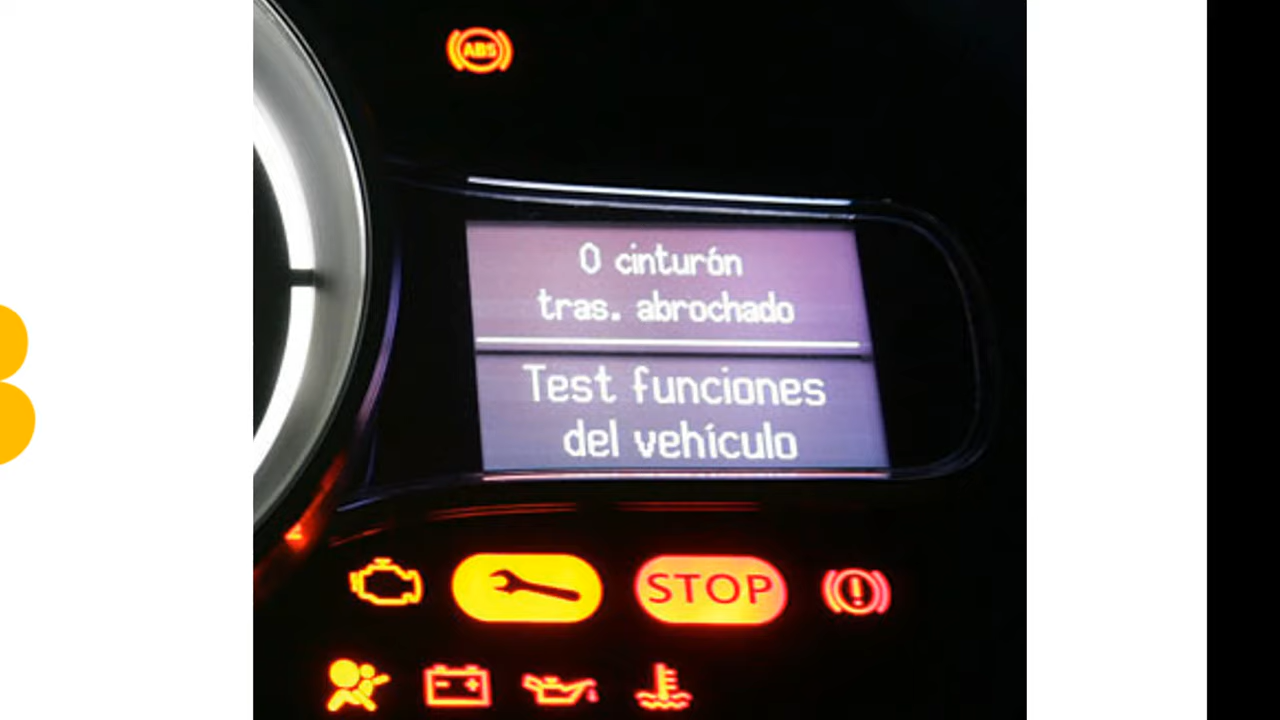 ABS
0 cinturón
tras. abrochado
Test funciones
del vehículo
STOP